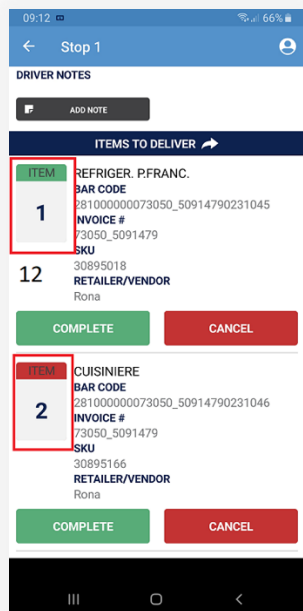 09:12 66%
Stop 1
DRIVER NOTES
ADD NOTE
ITEMS TO DELIVER
ITEM
1
12
REFRIGER. P.FRANC.
BAR CODE
281000000073050_50914790231045
INVOICE #
73050_5091479
SKU
30895018
RETAILER/VENDOR
Rona
COMPLETE CANCEL
ITEM
2
CUISINIERE
BAR CODE
281000000073050_50914790231046
INVOICE #
73050_5091479
SKU
30895166
RETAILER/VENDOR
Rona
COMPLETE CANCEL